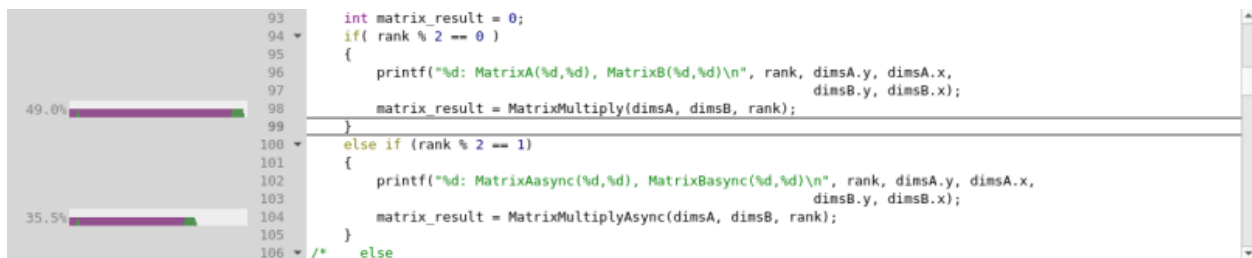 93 int matrix_result = 0;
94 if( rank % 2 == 0 )
95 {
96 printf("%d: MatrixA(%d,%d), MatrixB(%d,%d)\n", rank, dimsA.y, dimsA.x,
97 dimsB.y, dimsB.x);
49.0% 98 matrix_result = MatrixMultiply(dimsA, dimsB, rank);
99 }
100 else if (rank % 2 == 1)
101 {
102 printf("%d: MatrixAasync(%d,%d), MatrixBasync(%d,%d)\n", rank, dimsA.y, dimsA.x,
103 dimsB.y, dimsB.x);
35.5% 104 matrix_result = MatrixMultiplyAsync(dimsA, dimsB, rank);
105 }
106 /* else